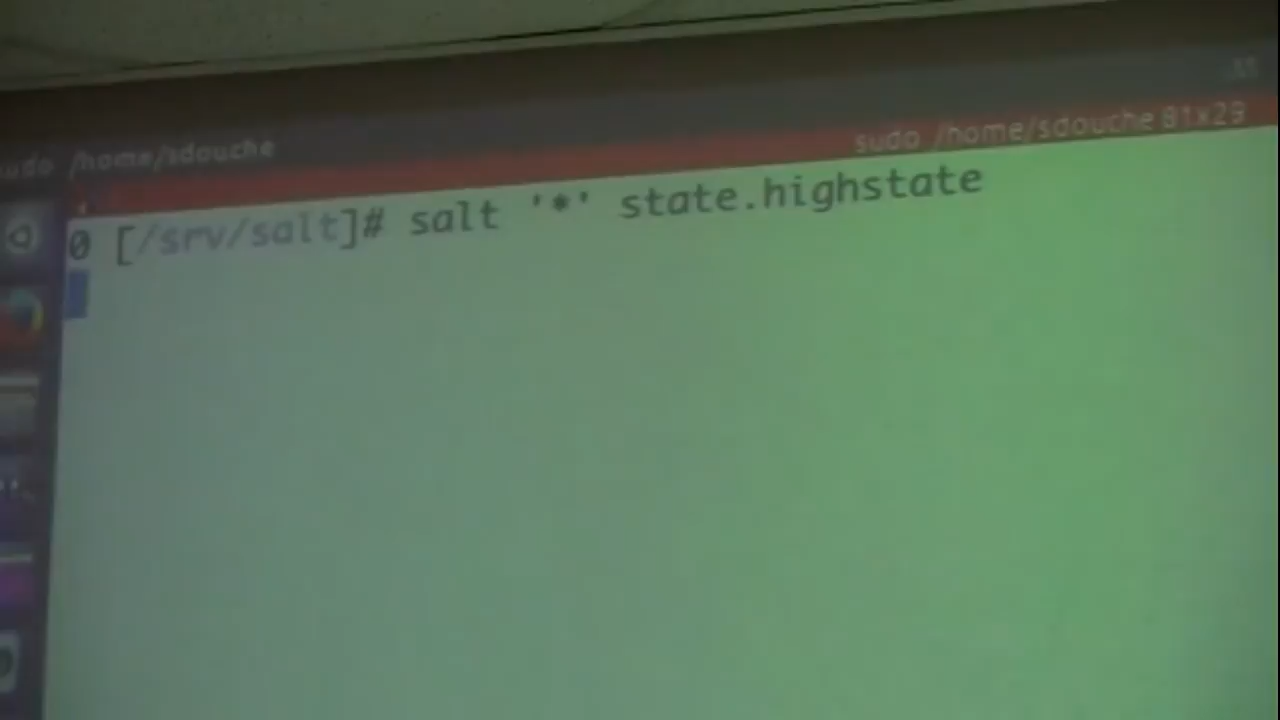 sudo /home/sdouche
sudo /home/sdouche 81x29
0 [/srv/salt]# salt '*' state.highstate